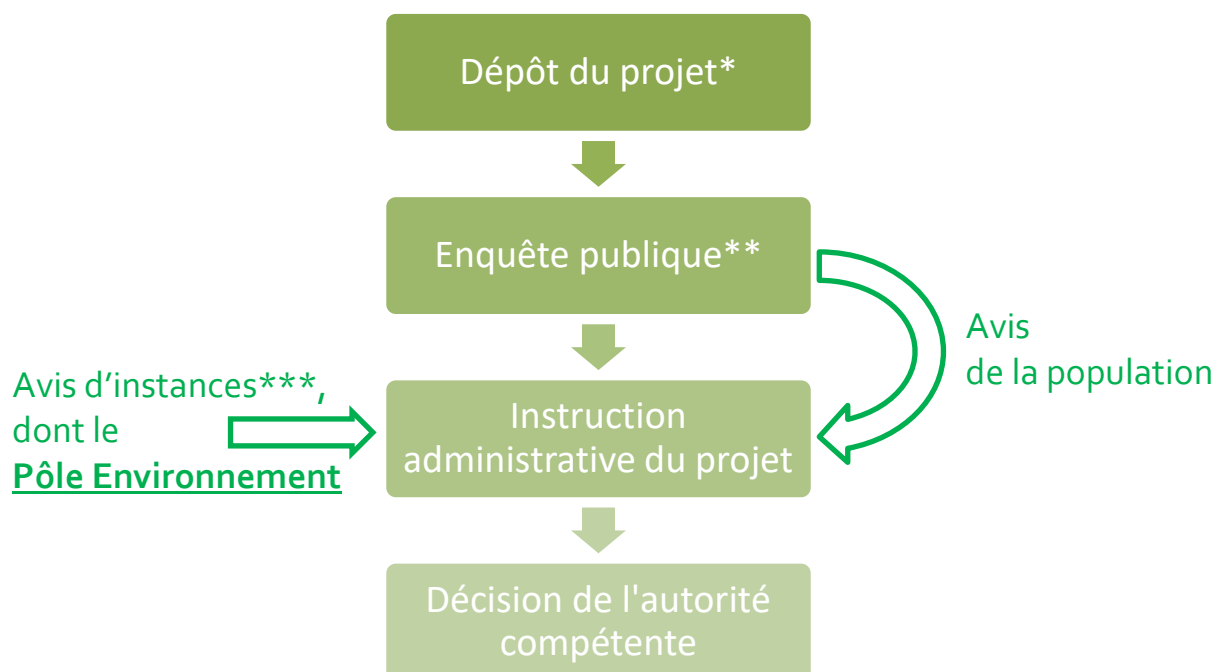 Dépôt du projet*
Enquête publique**
Avis
de la population
Avis d’instances***,
dont le
Pôle Environnement
Instruction
administrative du projet
Décision de l'autorité
compétente